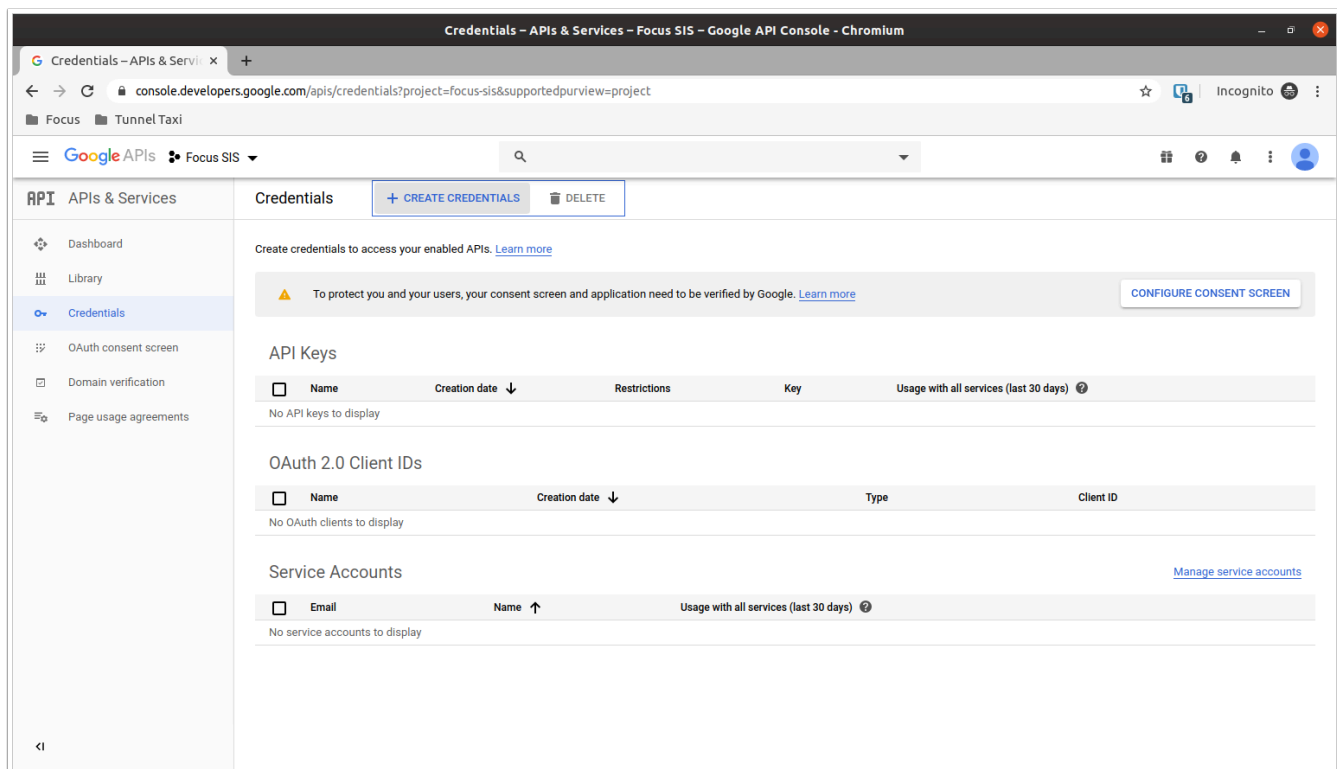 Credentials – APIs & Services – Focus SIS – Google API Console - Chromium
Credentials – APIs & Servi
console.developers.google.com/apis/credentials?project=focus-sis&supportedpurview=project
6
Incognito
Focus Tunnel Taxi
Google APIs Focus SIS
API APIs & Services
Credentials CREATE CREDENTIALS DELETE
Dashboard
Library
Credentials
OAuth consent screen
Domain verification
Page usage agreements
Create credentials to access your enabled APIs. Learn more
To protect you and your users, your consent screen and application need to be verified by Google. Learn more
CONFIGURE CONSENT SCREEN
API Keys
Name Creation date Restrictions Key Usage with all services (last 30 days)
No API keys to display
OAuth 2.0 Client IDs
Name Creation date Type Client ID
No OAuth clients to display
Service Accounts Manage service accounts
Email Name Usage with all services (last 30 days)
No service accounts to display